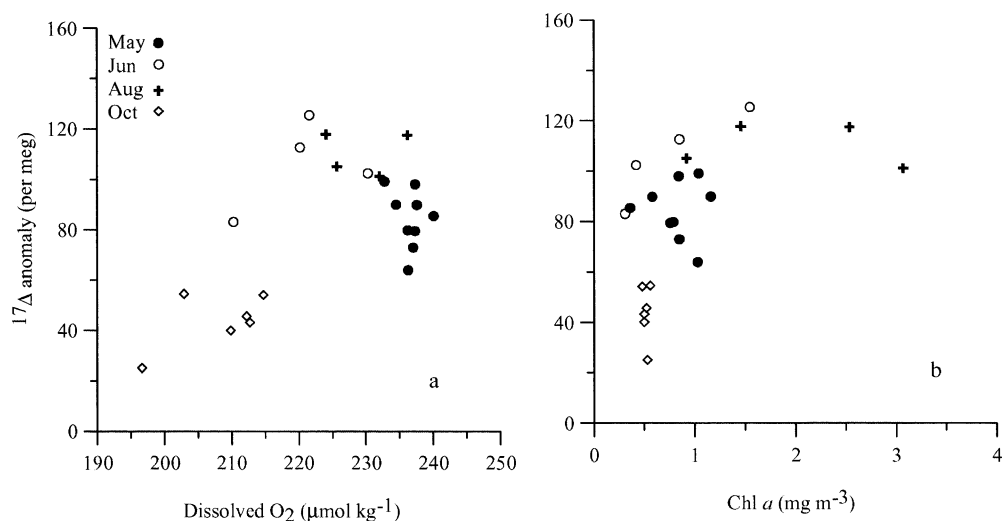 160
120
80
40
0
17Δ anomaly (per meg)
May
Jun
Aug
Oct
a
190 200 210 220 230 240 250
Dissolved O2 (μmol kg-1)
160
120
80
40
0
b
0 1 2 3 4
Chl a (mg m-3)